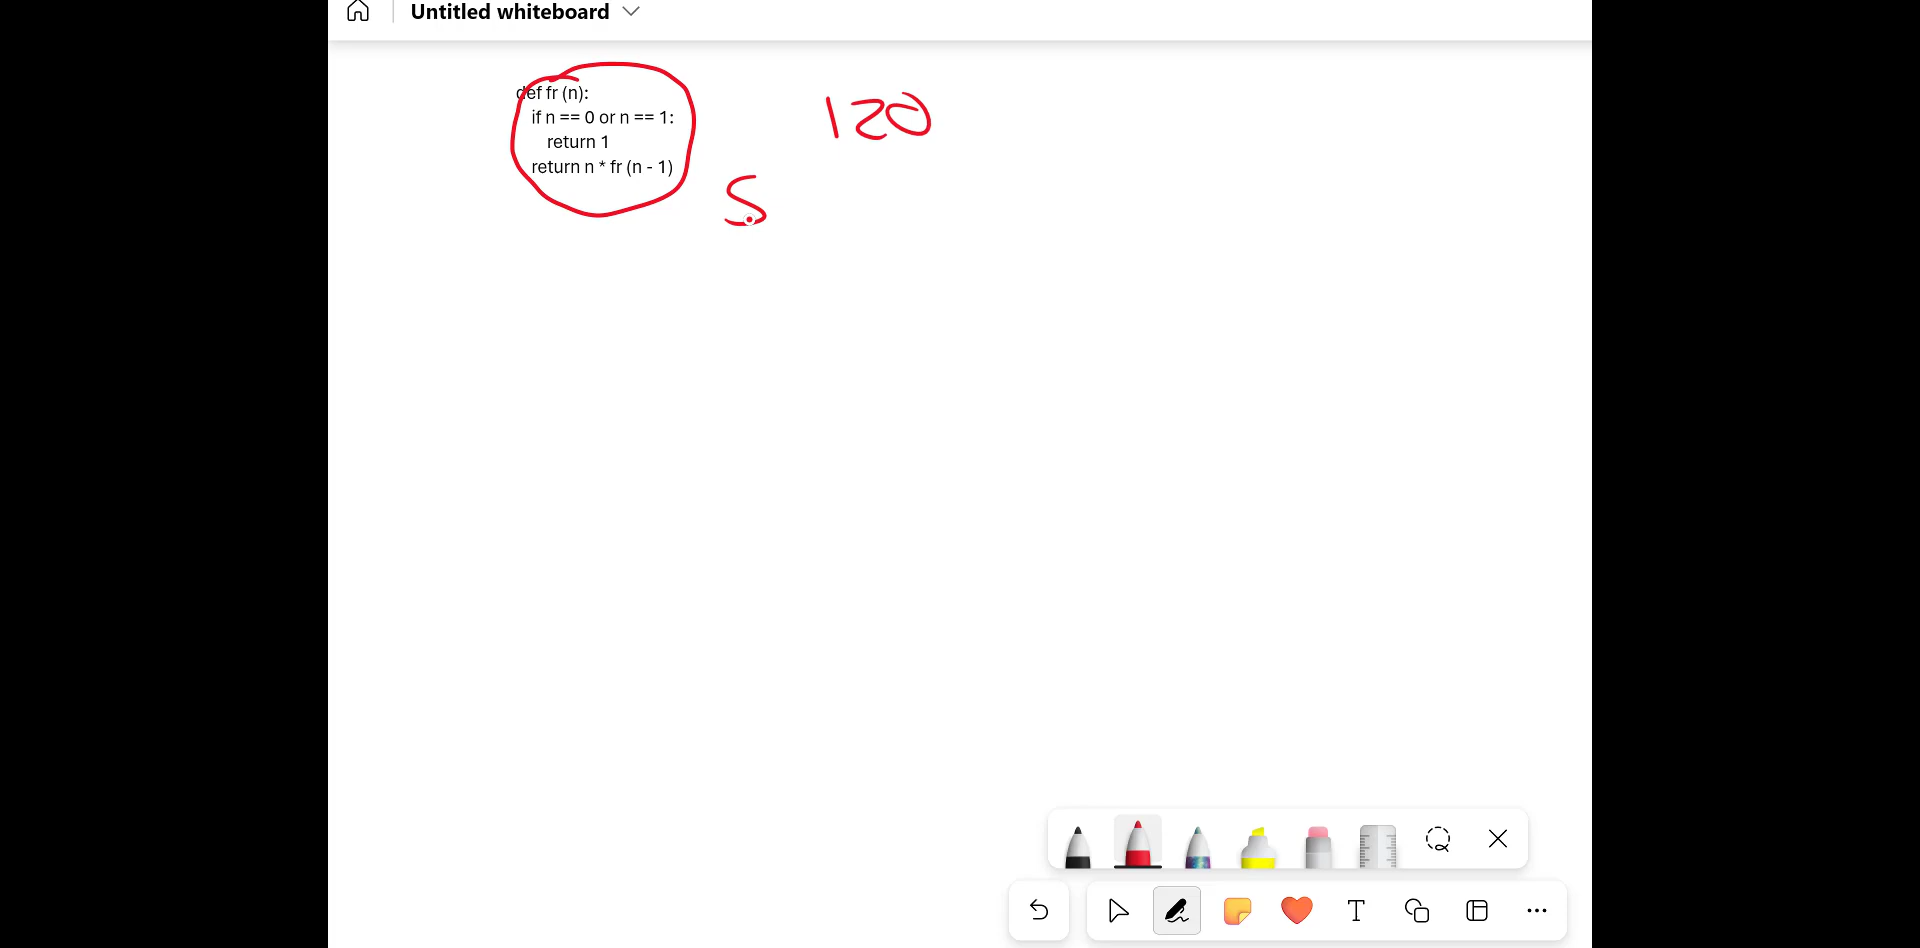 Untitled whiteboard
def fr (n):
if n == 0 or n == 1:
return 1
return n * fr (n - 1)
120
5